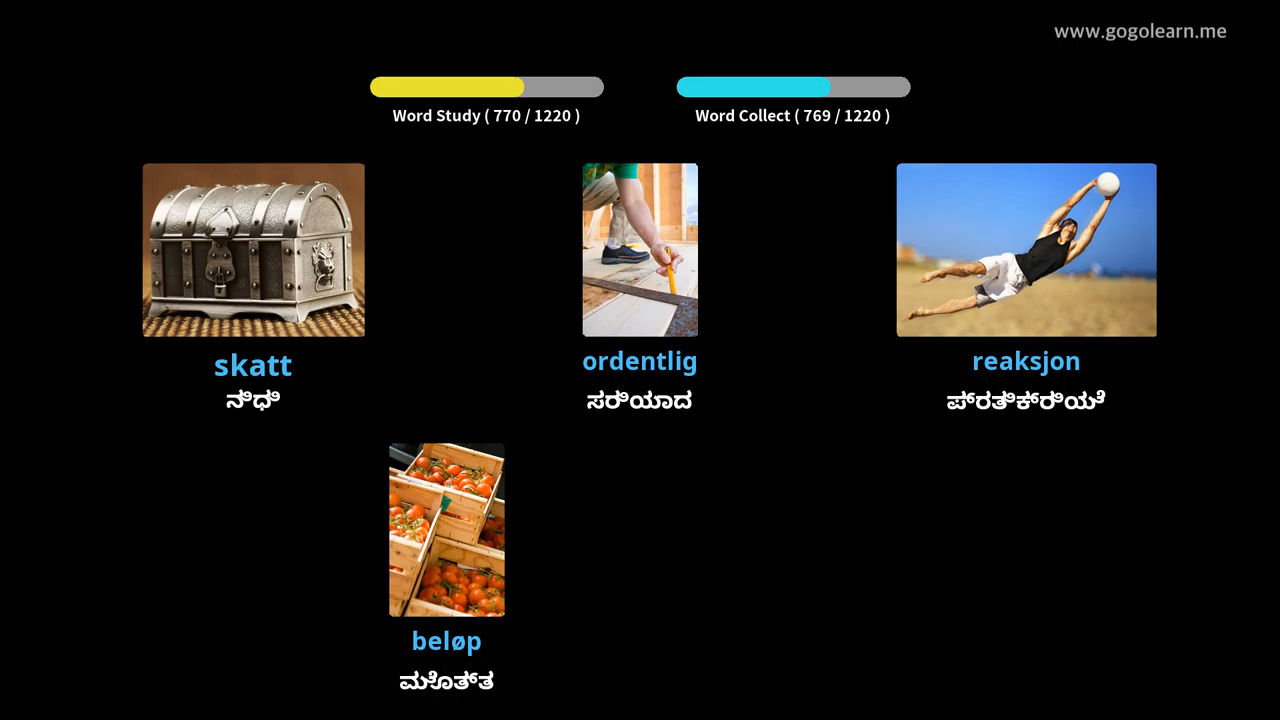 www.gogolearn.me
Word Study ( 770 / 1220 )
Word Collect ( 769 / 1220 )
skatt
ನಿಧಿ
ordentlig
ಸರಿಯಾದ
reaksjon
ಪ್ರತಿಕ್ರಿಯೆ
beløp
ಮೊತ್ತ